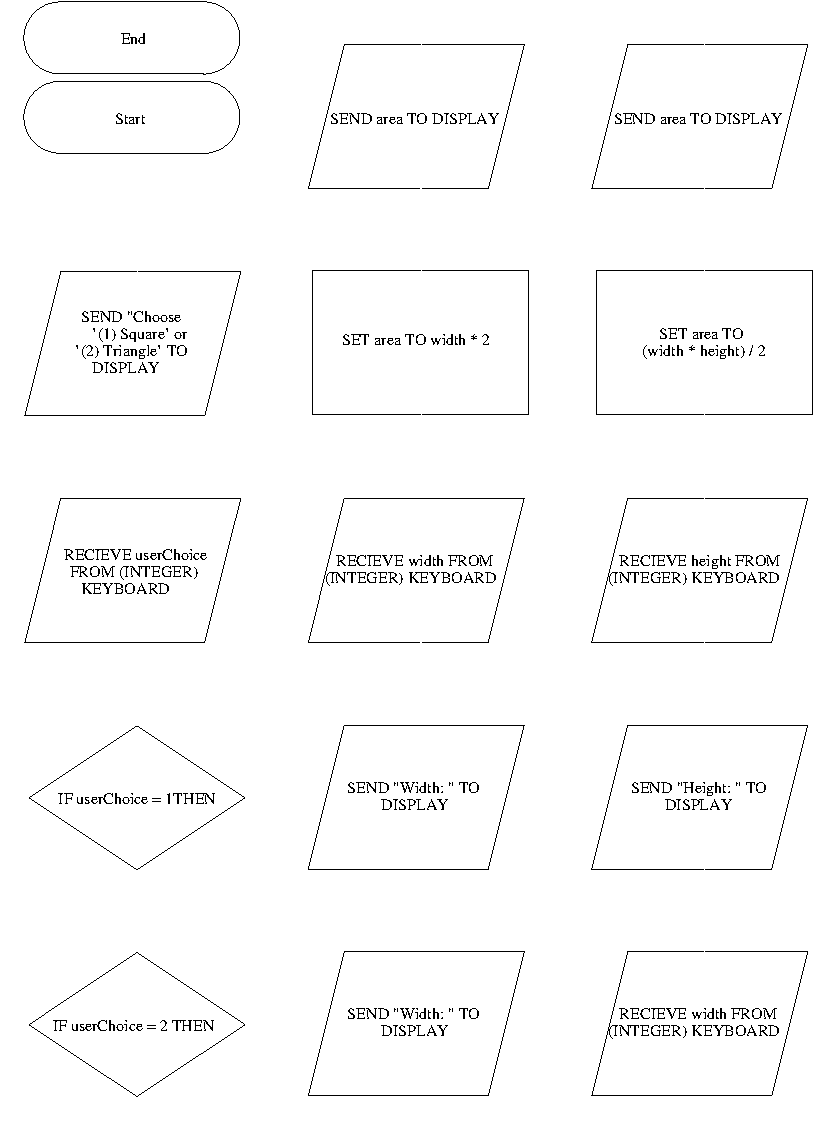 End
Start
SEND area TO DISPLAY
SEND area TO DISPLAY
SEND "Choose
'(1) Square' or
'(2) Triangle' TO
DISPLAY
SET area TO width * 2
SET area TO
(width * height) / 2
RECIEVE userChoice
FROM (INTEGER)
KEYBOARD
RECIEVE width FROM
(INTEGER) KEYBOARD
RECIEVE height FROM
(INTEGER) KEYBOARD
IF userChoice = 1THEN
SEND "Width: " TO
DISPLAY
SEND "Height: " TO
DISPLAY
IF userChoice = 2 THEN
SEND "Width: " TO
DISPLAY
RECIEVE width FROM
(INTEGER) KEYBOARD